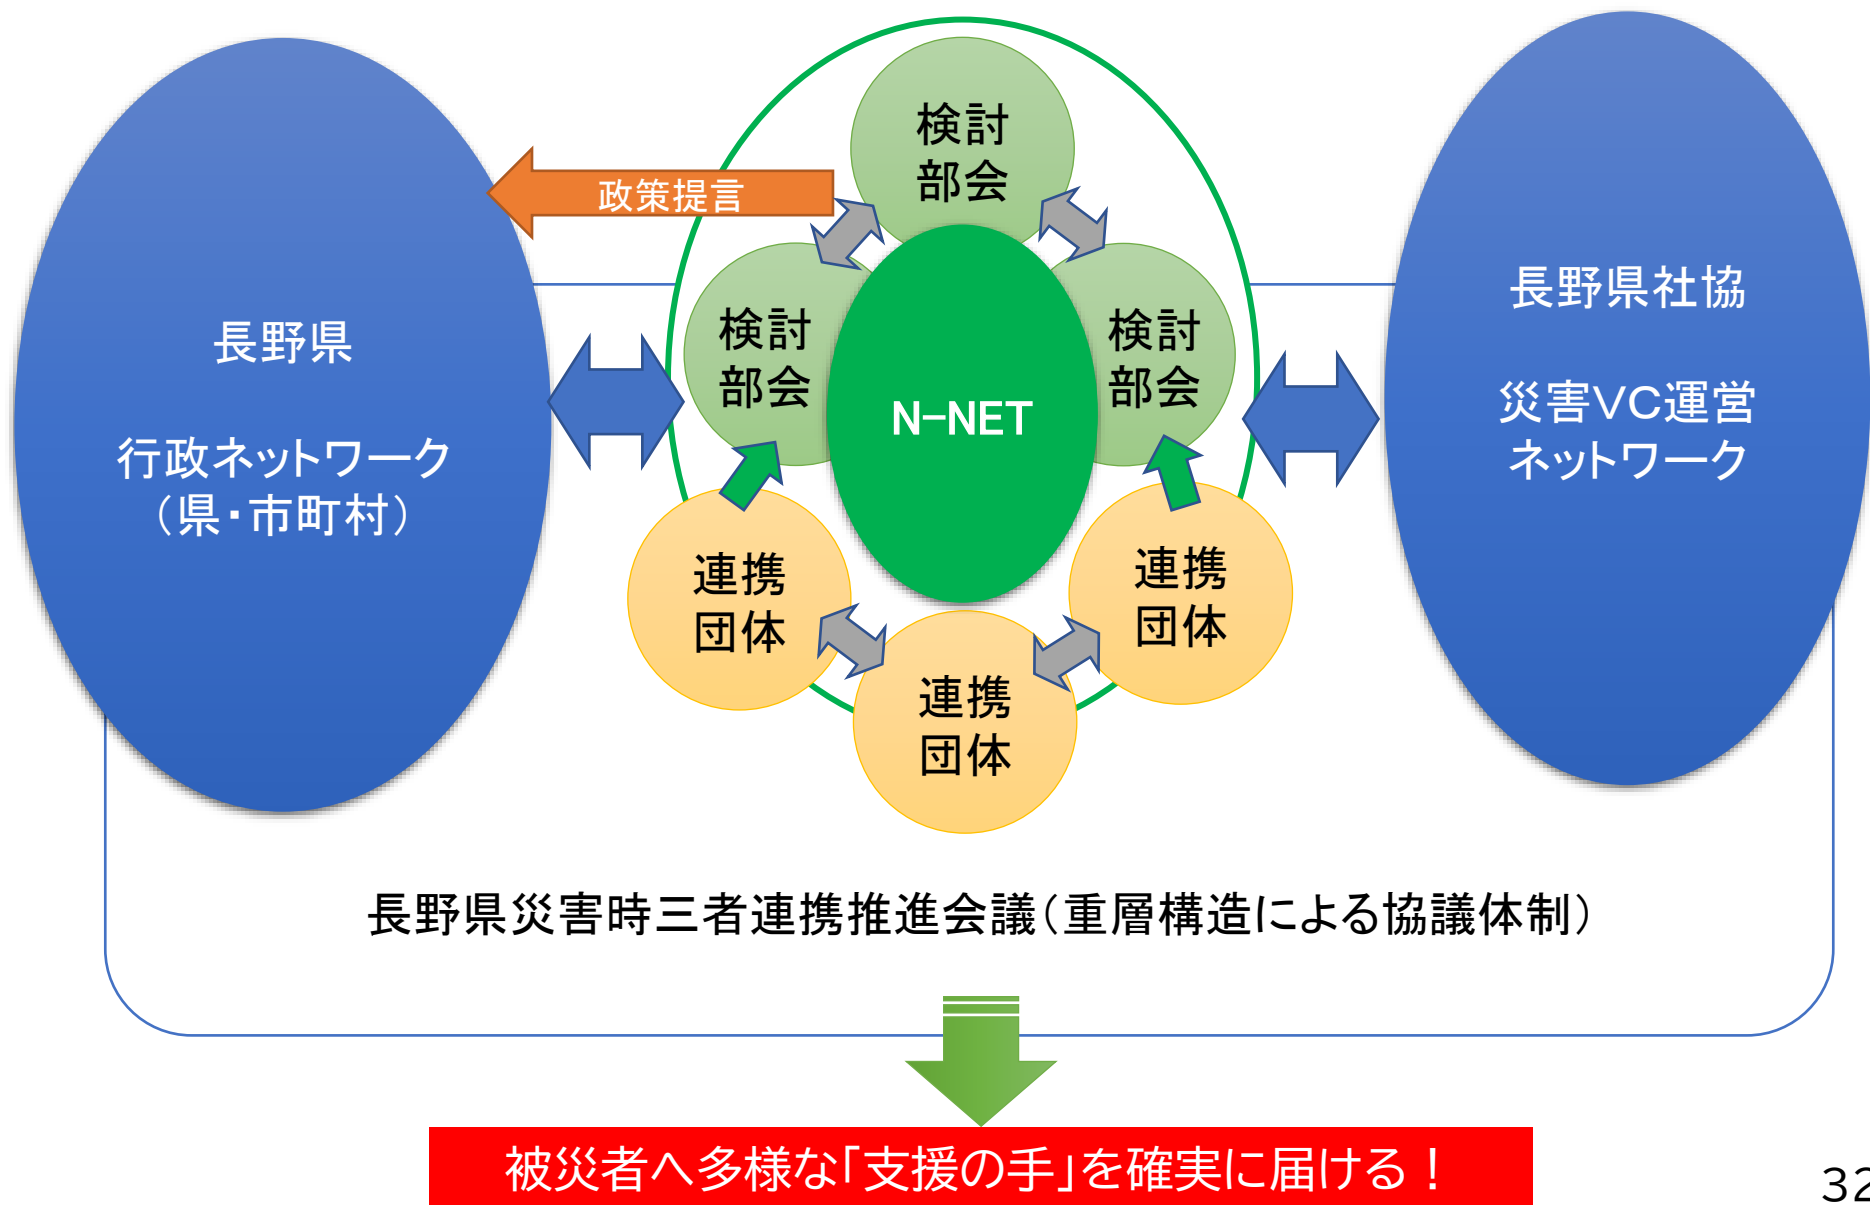 検討
部会
政策提言
長野県
行政ネットワーク
（県・市町村）
検討
部会
N-NET
検討
部会
長野県社協
災害VC運営
ネットワーク
連携
団体
連携
団体
連携
団体
長野県災害時三者連携推進会議（重層構造による協議体制）
被災者へ多様な「支援の手」を確実に届ける！
32